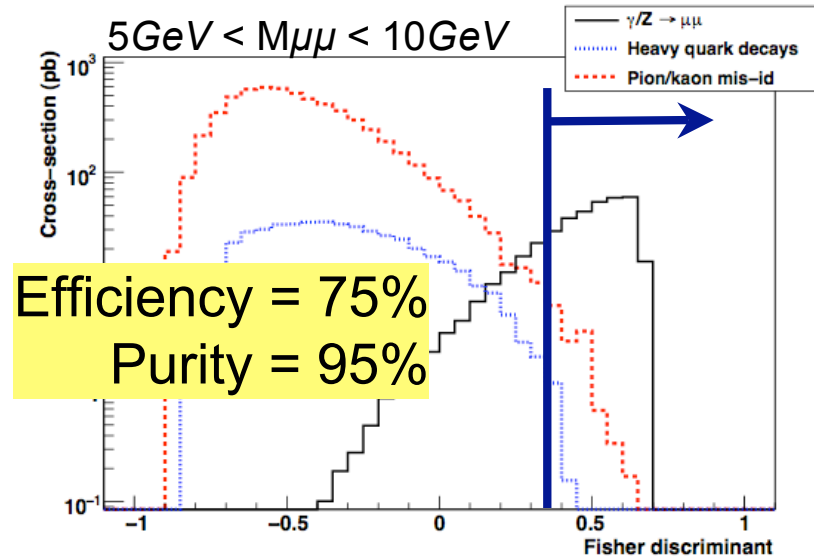 5GeV < Mμμ < 10GeV
γ/Z → μμ
Heavy quark decays
Pion/kaon mis-id
Cross-section (pb)
10³
10²
Efficiency = 75%
Purity = 95%
10⁻¹
-1 -0.5 0 0.5 1
Fisher discriminant